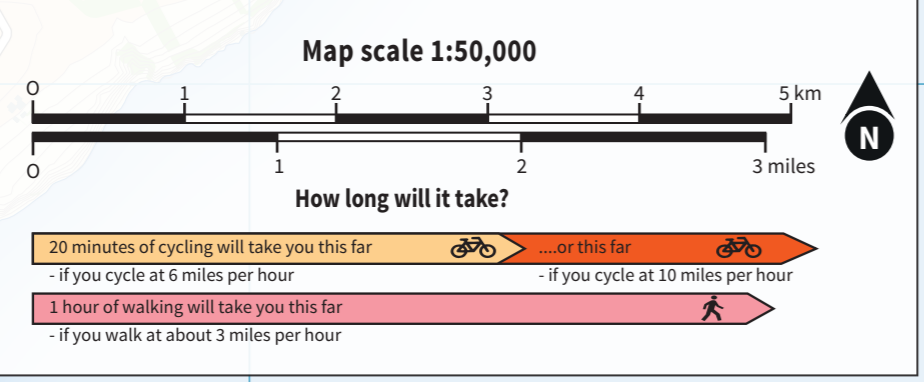 Map scale 1:50,000
0 1 2 3 4 5 km
0 1 2 3 miles
N
How long will it take?
20 minutes of cycling will take you this far ....or this far
- if you cycle at 6 miles per hour - if you cycle at 10 miles per hour
1 hour of walking will take you this far
- if you walk at about 3 miles per hour